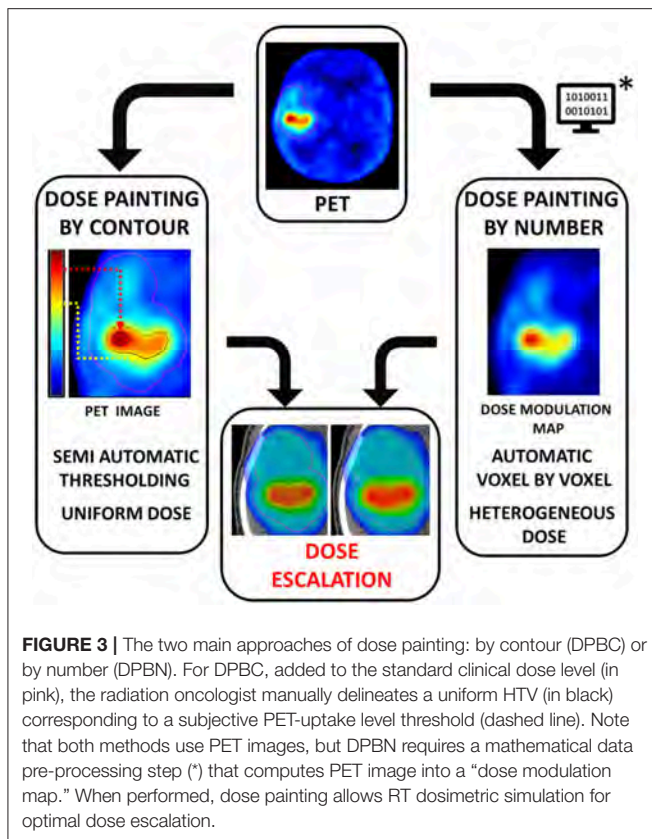 *
1010011
0010101
PET
DOSE PAINTING
BY CONTOUR
PET IMAGE
SEMI AUTOMATIC
THRESHOLDING
UNIFORM DOSE
DOSE PAINTING
BY NUMBER
DOSE MODULATION
MAP
AUTOMATIC
VOXEL BY VOXEL
HETEROGENEOUS
DOSE
DOSE
ESCALATION
FIGURE 3 | The two main approaches of dose painting: by contour (DPBC) or
by number (DPBN). For DPBC, added to the standard clinical dose level (in
pink), the radiation oncologist manually delineates a uniform HTV (in black)
corresponding to a subjective PET-uptake level threshold (dashed line). Note
that both methods use PET images, but DPBN requires a mathematical data
pre-processing step (*) that computes PET image into a “dose modulation
map.” When performed, dose painting allows RT dosimetric simulation for
optimal dose escalation.